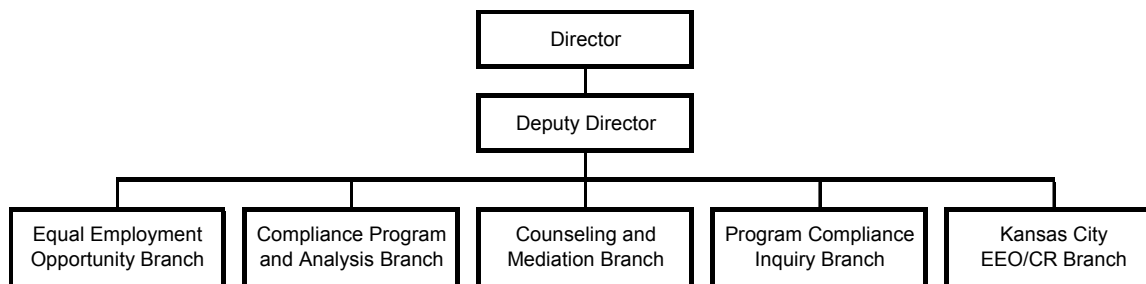 Director
Deputy Director
Equal Employment
Opportunity Branch
Compliance Program
and Analysis Branch
Counseling and
Mediation Branch
Program Compliance
Inquiry Branch
Kansas City
EEO/CR Branch